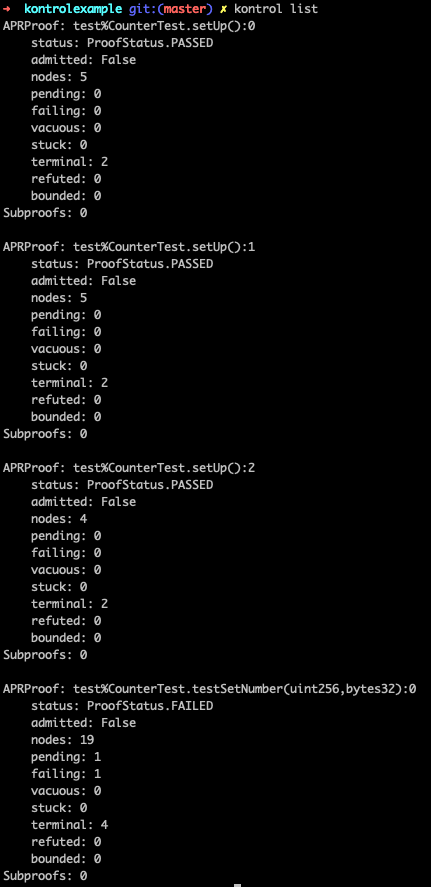 ➜  kontrolexample git:(master) ✗ kontrol list
APRProof: test%CounterTest.setUp():0
    status: ProofStatus.PASSED
    admitted: False
    nodes: 5
    pending: 0
    failing: 0
    vacuous: 0
    stuck: 0
    terminal: 2
    refuted: 0
    bounded: 0
Subproofs: 0

APRProof: test%CounterTest.setUp():1
    status: ProofStatus.PASSED
    admitted: False
    nodes: 5
    pending: 0
    failing: 0
    vacuous: 0
    stuck: 0
    terminal: 2
    refuted: 0
    bounded: 0
Subproofs: 0

APRProof: test%CounterTest.setUp():2
    status: ProofStatus.PASSED
    admitted: False
    nodes: 4
    pending: 0
    failing: 0
    vacuous: 0
    stuck: 0
    terminal: 2
    refuted: 0
    bounded: 0
Subproofs: 0

APRProof: test%CounterTest.testSetNumber(uint256,bytes32):0
    status: ProofStatus.FAILED
    admitted: False
    nodes: 19
    pending: 1
    failing: 1
    vacuous: 0
    stuck: 0
    terminal: 4
    refuted: 0
    bounded: 0
Subproofs: 0